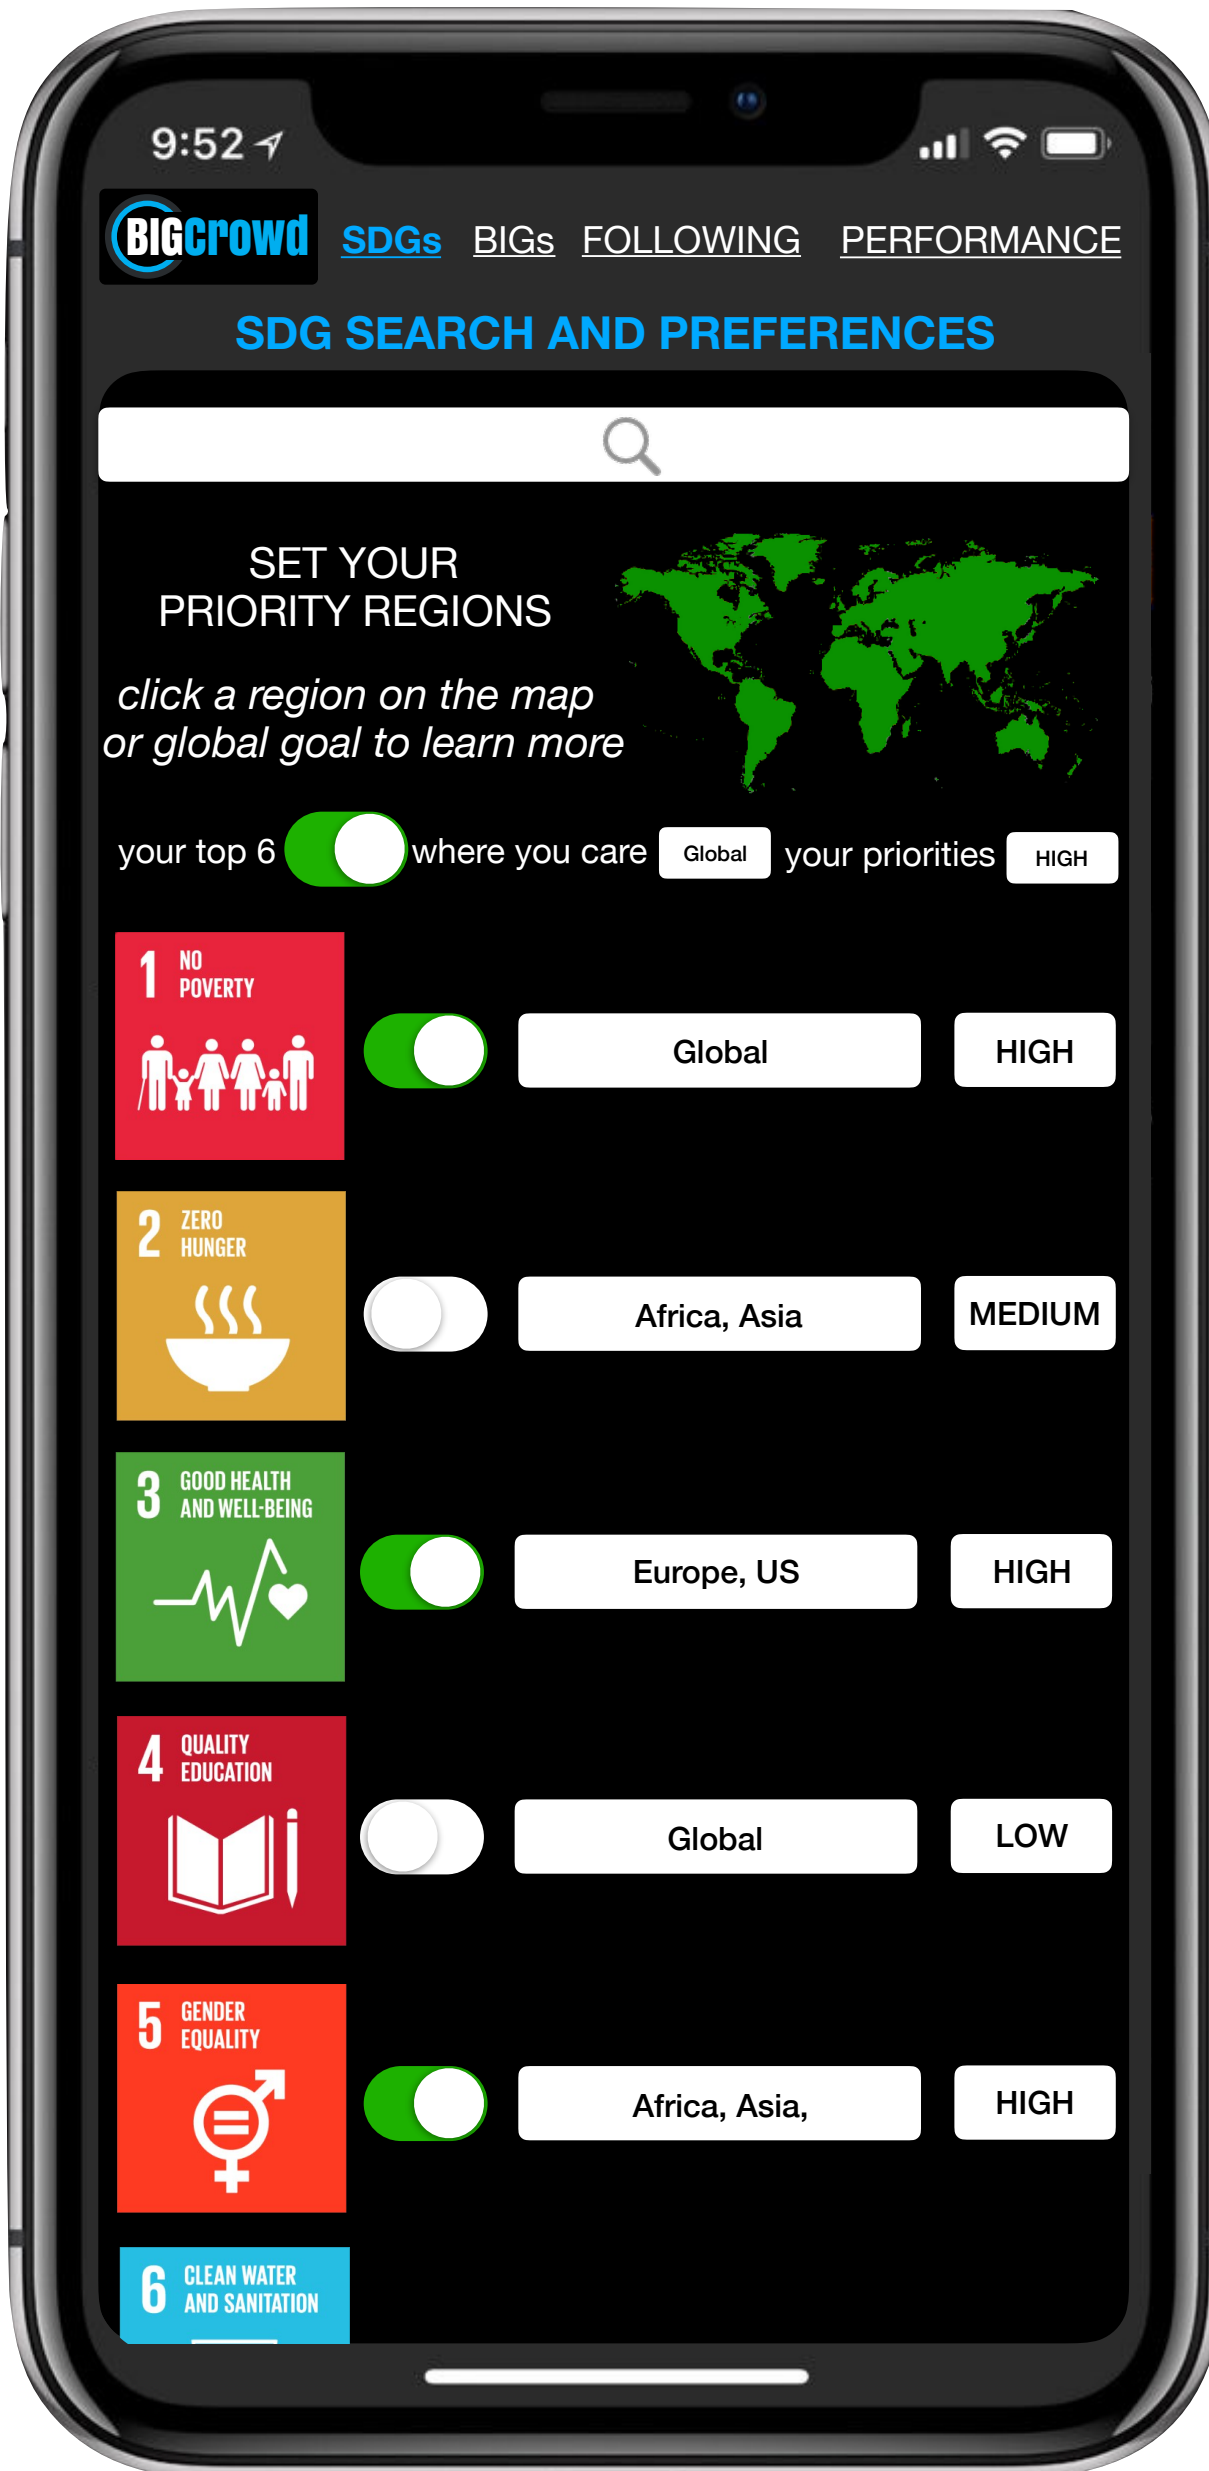 9:52
BIGCrowd SDGs BIGs FOLLOWING PERFORMANCE
SDG SEARCH AND PREFERENCES
SET YOUR
PRIORITY REGIONS
click a region on the map
or global goal to learn more
your top 6 where you care Global your priorities HIGH
1 NO
POVERTY
Global HIGH
2 ZERO
HUNGER
Africa, Asia MEDIUM
3 GOOD HEALTH
AND WELL-BEING
Europe, US HIGH
4 QUALITY
EDUCATION
Global LOW
5 GENDER
EQUALITY
Africa, Asia, HIGH
6 CLEAN WATER
AND SANITATION